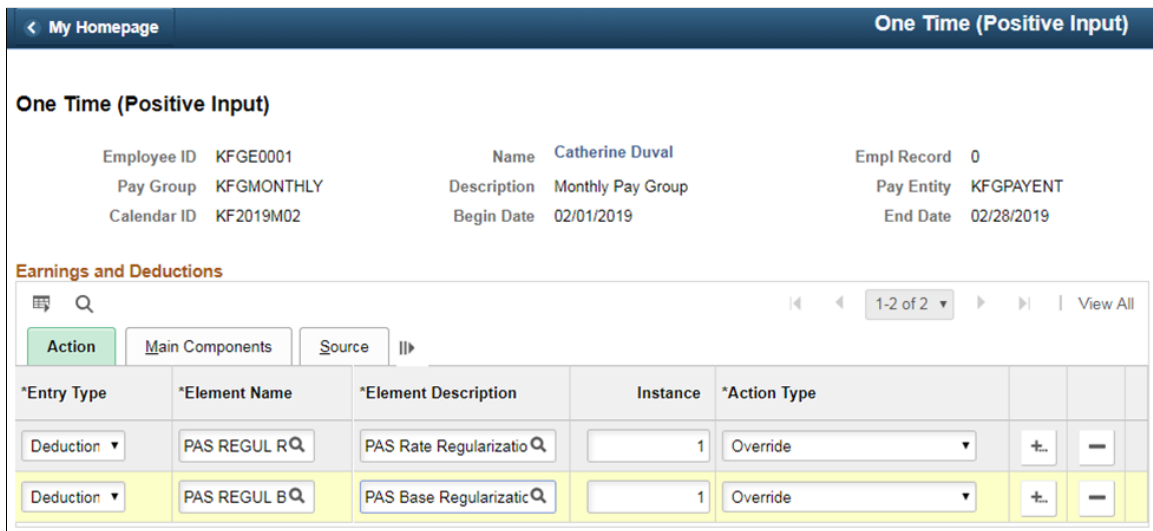 My Homepage One Time (Positive Input)
One Time (Positive Input)
Employee ID KFGE0001 Name Catherine Duval Empl Record 0
Pay Group KFGMONTHLY Description Monthly Pay Group Pay Entity KFGPAYENT
Calendar ID KF2019M02 Begin Date 02/01/2019 End Date 02/28/2019
Earnings and Deductions
1-2 of 2 | View All
Action Main Components Source
*Entry Type *Element Name *Element Description Instance *Action Type
Deduction PAS REGUL R PAS Rate Regularizatio 1 Override
Deduction PAS REGUL B PAS Base Regularizatic 1 Override